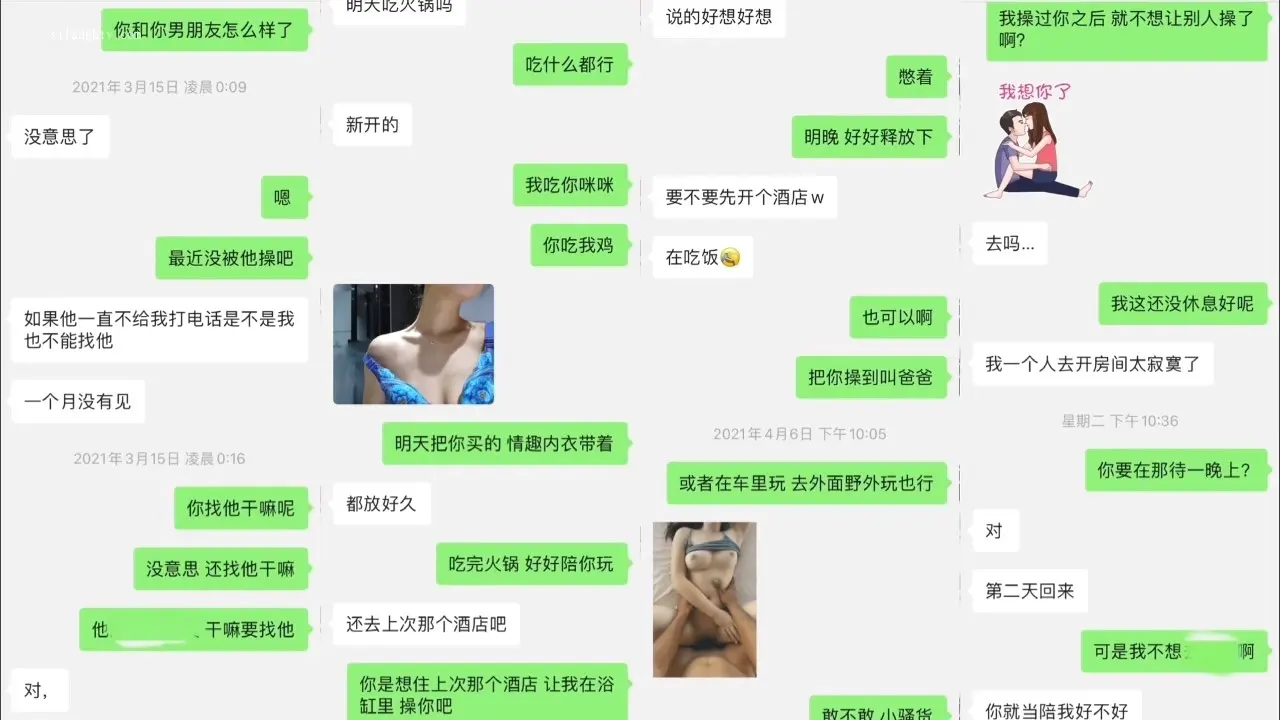 你和你男朋友怎么样了
2021年3月15日 凌晨0:09
没意思了
嗯
最近没被他操吧
如果他一直不给我打电话是不是我
也不能找他
一个月没有见
2021年3月15日 凌晨0:16
你找他干嘛呢
没意思 还找他干嘛
他
干嘛要找他
对,
明天吃火锅吗
吃什么都行
新开的
我吃你咪咪
你吃我鸡
明天把你买的 情趣内衣带着
都放好久
吃完火锅 好好陪你玩
还去上次那个酒店吧
你是想住上次那个酒店 让我在浴
缸里 操你吧
说的好想好想
憋着
明晚 好好释放下
要不要先开个酒店w
在吃饭
也可以啊
把你操到叫爸爸
2021年4月6日 下午10:05
或者在车里玩 去外面野外玩也行
敢不敢 小骚货
我操过你之后 就不想让别人操了
啊?
我想你了
去吗...
我这还没休息好呢
我一个人去开房间太寂寞了
星期二 下午10:36
你要在那待一晚上?
对
第二天回来
可是我不想
啊
你就当陪我好不好